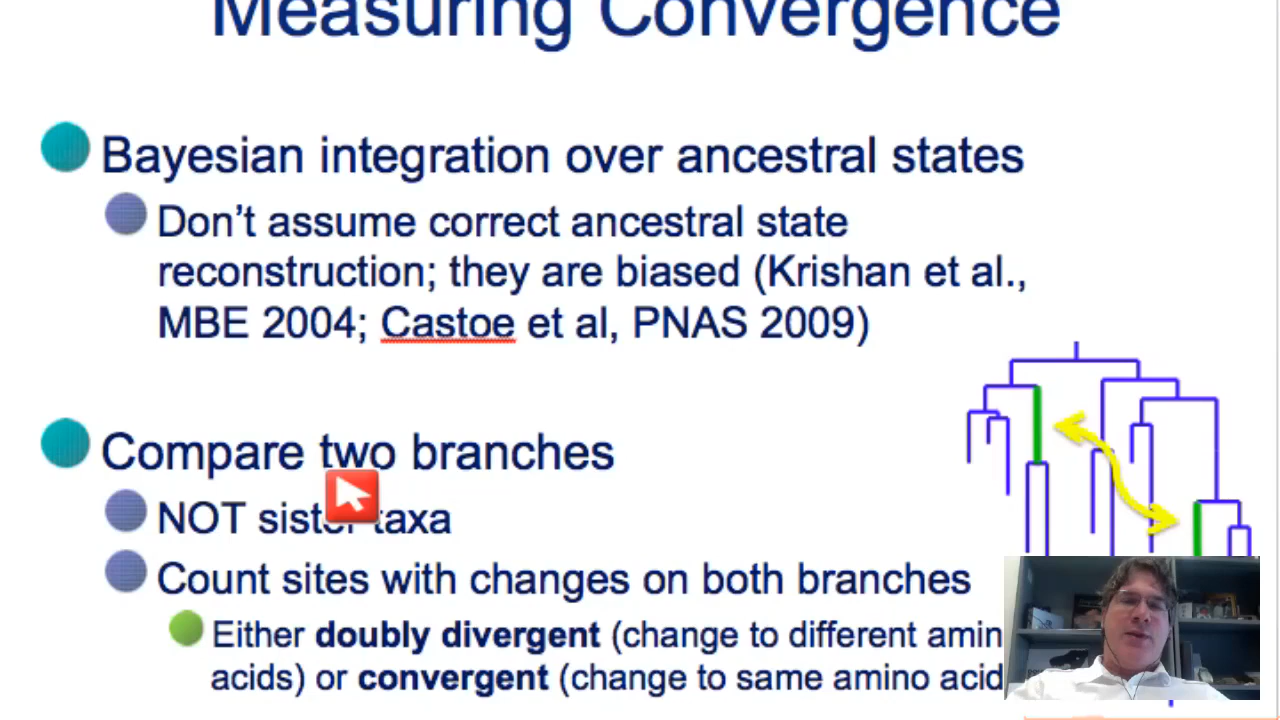 Measuring Convergence
Bayesian integration over ancestral states
Don't assume correct ancestral state
reconstruction; they are biased (Krishan et al.,
MBE 2004; Castoe et al, PNAS 2009)
Compare two branches
NOT sister taxa
Count sites with changes on both branches
Either doubly divergent (change to different amin
acids) or convergent (change to same amino acid